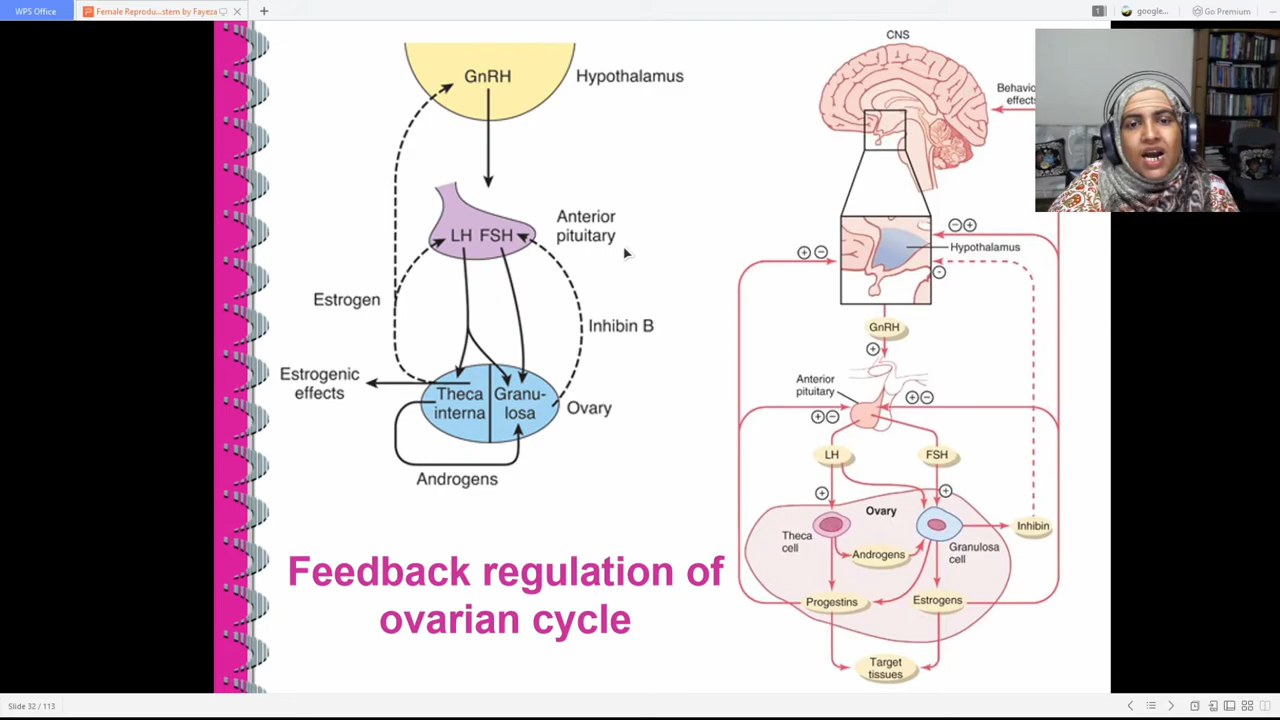 WPS Office
Female Reprodu...stem by Fayeza
1
google...
Go Premium
GnRH
Hypothalamus
LH FSH
Anterior
pituitary
Estrogen
Inhibin B
Estrogenic
effects
Theca
interna
Granu-
losa
Ovary
Androgens
Feedback regulation of
ovarian cycle
CNS
Hypothalamus
GnRH
Anterior
pituitary
LH
FSH
Ovary
Theca
cell
Androgens
Granulosa
cell
Inhibin
Progestins
Estrogens
Target
tissues
Slide 32 / 113